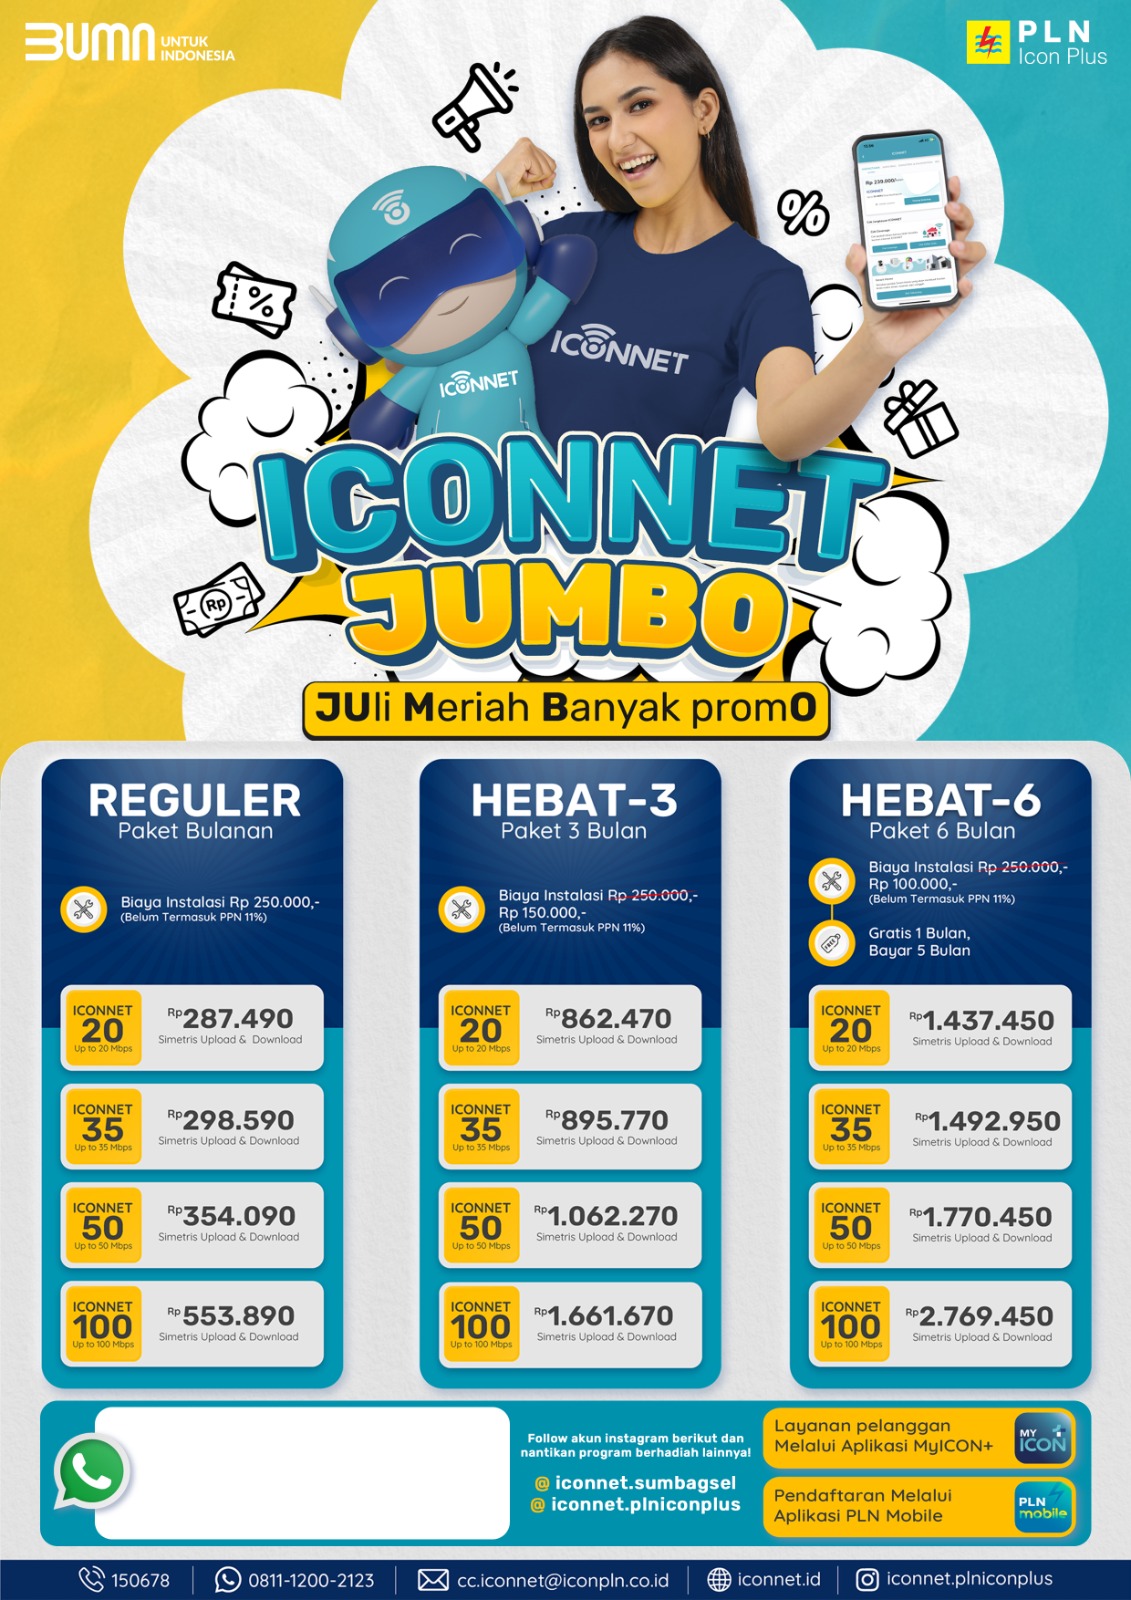 BUMN UNTUK
INDONESIA
PLN
Icon Plus
Rp
ICONNET
ICONNET
ICONNET
JUMBO
JUli Meriah Banyak promO
REGULER
Paket Bulanan
Biaya Instalasi Rp 250.000,-
(Belum Termasuk PPN 11%)
ICONNET
20
Up to 20 Mbps
Rp287.490
Simetris Upload & Download
ICONNET
35
Up to 35 Mbps
Rp298.590
Simetris Upload & Download
ICONNET
50
Up to 50 Mbps
Rp354.090
Simetris Upload & Download
ICONNET
100
Up to 100 Mbps
Rp553.890
Simetris Upload & Download
HEBAT-3
Paket 3 Bulan
Biaya Instalasi Rp 250.000,-
Rp 150.000,-
(Belum Termasuk PPN 11%)
ICONNET
20
Up to 20 Mbps
Rp862.470
Simetris Upload & Download
ICONNET
35
Up to 35 Mbps
Rp895.770
Simetris Upload & Download
ICONNET
50
Up to 50 Mbps
Rp1.062.270
Simetris Upload & Download
ICONNET
100
Up to 100 Mbps
Rp1.661.670
Simetris Upload & Download
HEBAT-6
Paket 6 Bulan
Biaya Instalasi Rp 250.000,-
Rp 100.000,-
(Belum Termasuk PPN 11%)
FREE
Gratis 1 Bulan,
Bayar 5 Bulan
ICONNET
20
Up to 20 Mbps
Rp1.437.450
Simetris Upload & Download
ICONNET
35
Up to 35 Mbps
Rp1.492.950
Simetris Upload & Download
ICONNET
50
Up to 50 Mbps
Rp1.770.450
Simetris Upload & Download
ICONNET
100
Up to 100 Mbps
Rp2.769.450
Simetris Upload & Download
Follow akun instagram berikut dan
nantikan program berhadiah lainnya!
@ iconnet.sumbagsel
@ iconnet.plniconplus
Layanan pelanggan
Melalui Aplikasi MyICON+
MY
ICON+
Pendaftaran Melalui
Aplikasi PLN Mobile
PLN
mobile
150678
0811-1200-2123
cc.iconnet@iconpln.co.id
iconnet.id
iconnet.plniconplus